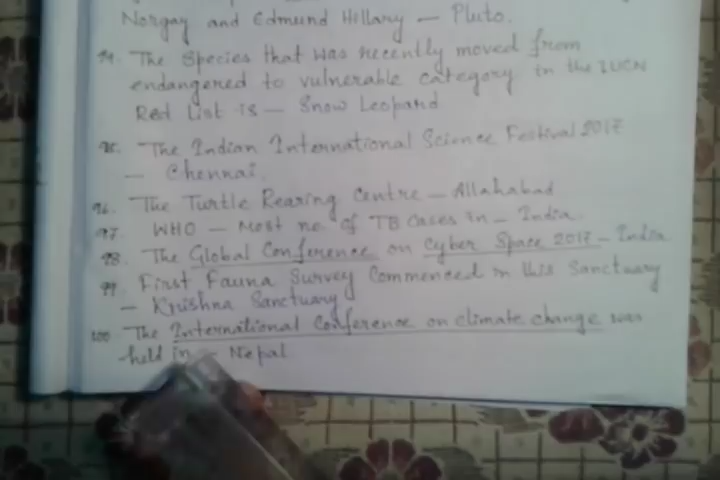 Norgay and Edmund Hillary — Pluto.
94. The Species that was recently moved from
endangered to vulnerable category in the IUCN
Red List is — Snow Leopard
95. The Indian International Science Festival 2017
— Chennai.
96. The Turtle Rearing Centre — Allahabad
97. WHO — Most no. of TB cases in — India.
98. The Global Conference on Cyber Space 2017 — India
99. First Fauna Survey Commenced in this Sanctuary
— Krishna Sanctuary
100 The International Conference on climate change was
held in — Nepal